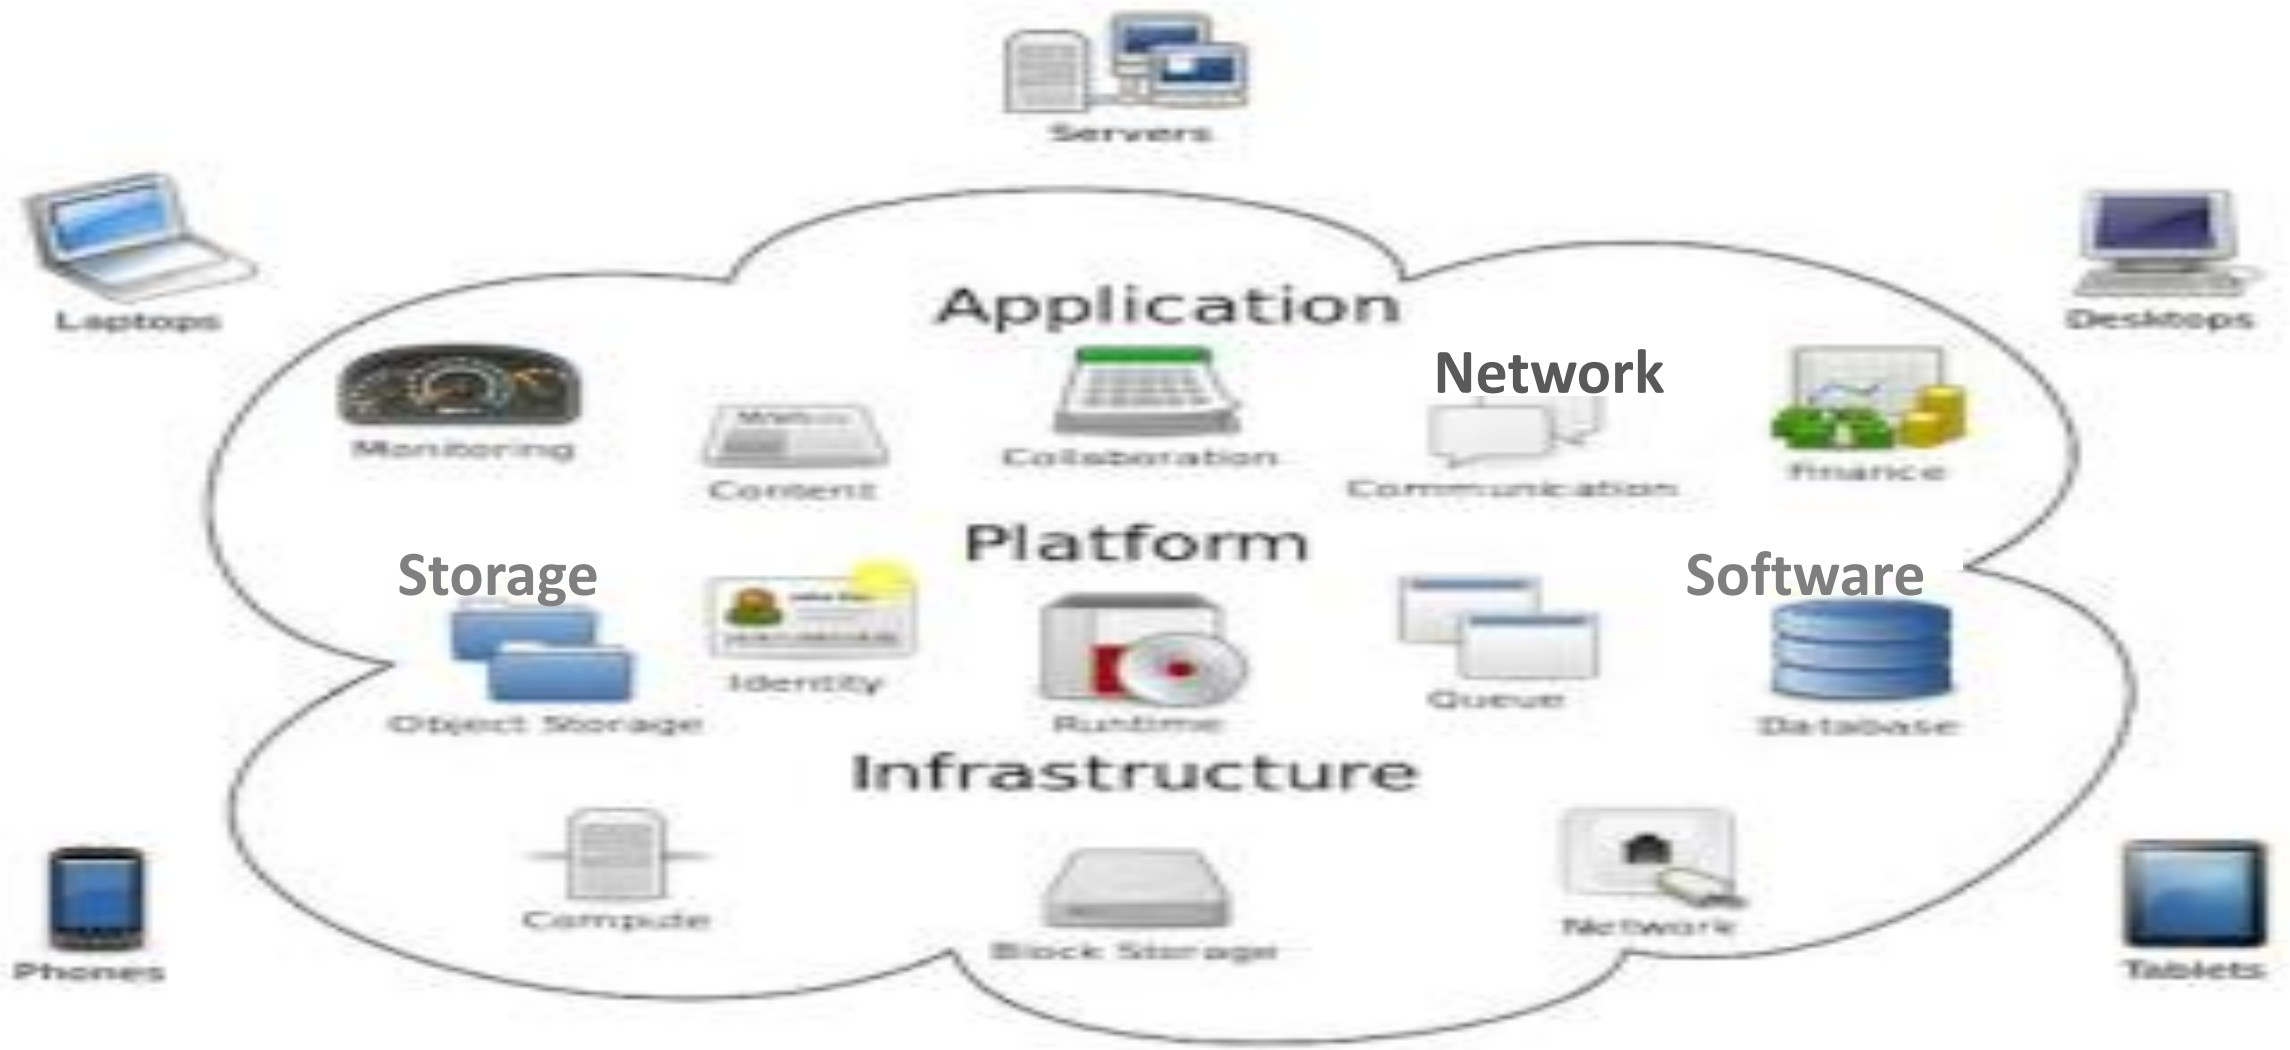 Servers
Laptops
Desktops
Application
Network
Monitoring
Content
Collaboration
Communication
Finance
Platform
Storage
Software
Identity
Object Storage
Runtime
Queue
Database
Infrastructure
Compute
Block Storage
Network
Phones
Tablets